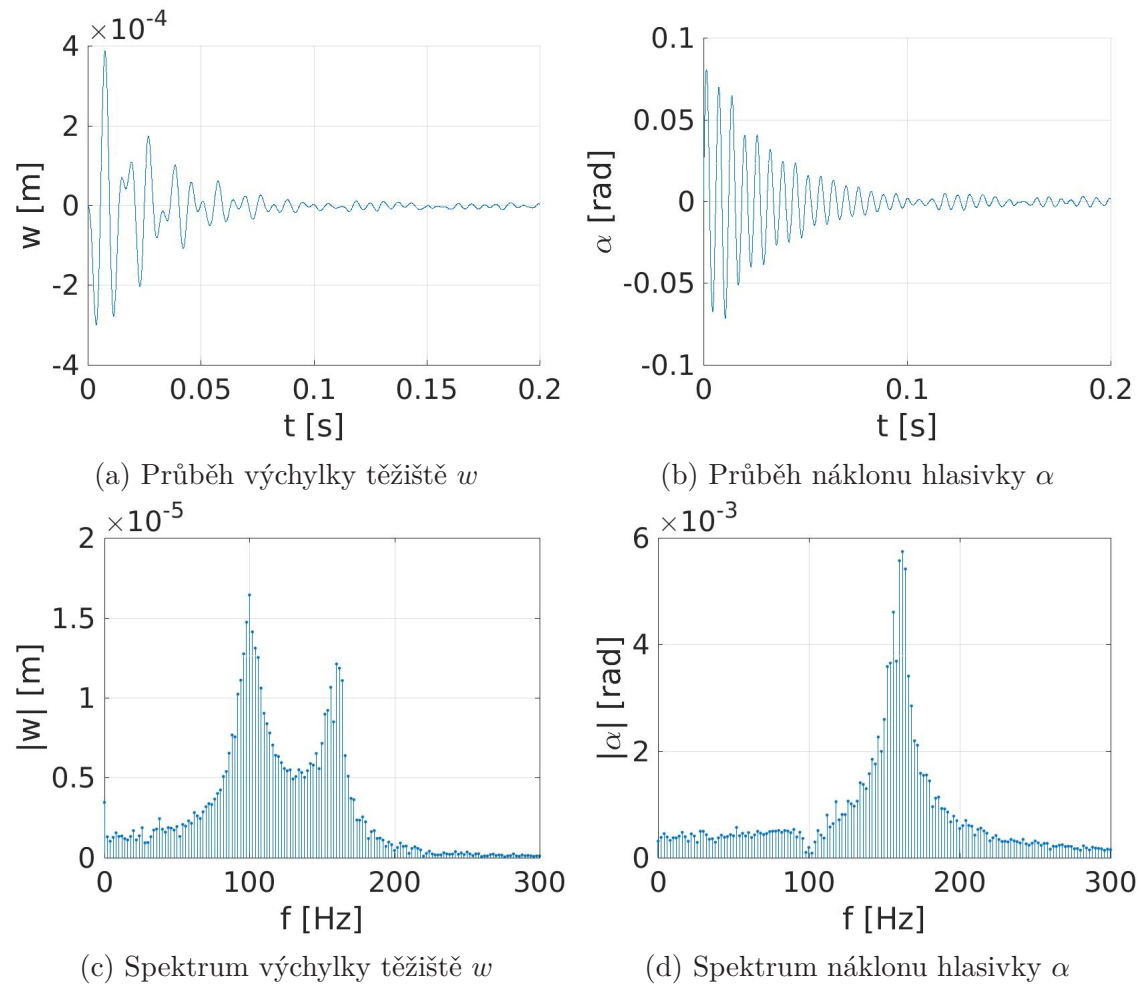 ×10⁻⁴
4
2
0
-2
-4
w [m]
0 0.05 0.1 0.15 0.2
t [s]
(a) Průběh výchylky těžiště w
0.1
0.05
0
-0.05
-0.1
α [rad]
0 0.1 0.2
t [s]
(b) Průběh náklonu hlasivky α
×10⁻⁵
2
1.5
1
0.5
0
|w| [m]
0 100 200 300
f [Hz]
(c) Spektrum výchylky těžiště w
×10⁻³
6
4
2
0
|α| [rad]
0 100 200 300
f [Hz]
(d) Spektrum náklonu hlasivky α